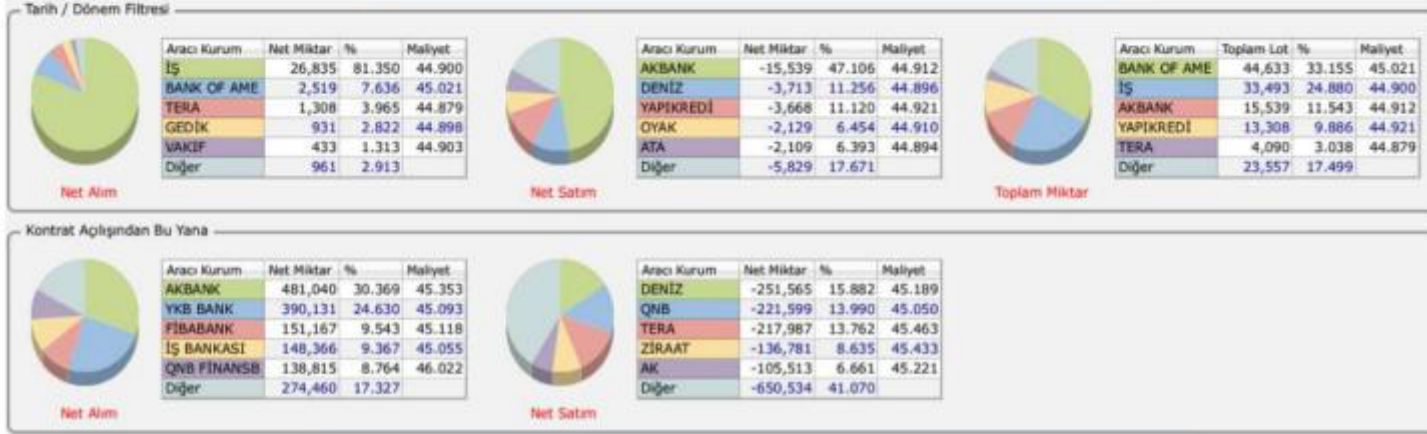 Tarih / Dönem Filtresi
Aracı Kurum Net Miktar % Maliyet
İŞ 26,835 81.350 44.900
BANK OF AME 2,519 7.636 45.021
TERA 1,308 3.965 44.879
GEDİK 931 2.822 44.898
VAKIF 433 1.313 44.903
Diğer 961 2.913
Net Alım
Aracı Kurum Net Miktar % Maliyet
AKBANK -15,539 47.106 44.912
DENİZ -3,713 11.256 44.896
YAPIKREDİ -3,668 11.120 44.921
OYAK -2,129 6.454 44.910
ATA -2,109 6.393 44.894
Diğer -5,829 17.671
Net Satım
Aracı Kurum Toplam Lot % Maliyet
BANK OF AME 44,633 33.155 45.021
İŞ 33,493 24.880 44.900
AKBANK 15,539 11.543 44.912
YAPIKREDİ 13,308 9.886 44.921
TERA 4,090 3.038 44.879
Diğer 23,557 17.499
Toplam Miktar
Kontrat Açılışından Bu Yana
Aracı Kurum Net Miktar % Maliyet
AKBANK 481,040 30.369 45.353
YKB BANK 390,131 24.630 45.093
FİBABANK 151,167 9.543 45.118
İŞ BANKASI 148,366 9.367 45.055
QNB FİNANSB 138,815 8.764 46.022
Diğer 274,460 17.327
Net Alım
Aracı Kurum Net Miktar % Maliyet
DENİZ -251,565 15.882 45.189
QNB -221,599 13.990 45.050
TERA -217,987 13.762 45.463
ZİRAAT -136,781 8.635 45.433
AK -105,513 6.661 45.221
Diğer -650,534 41.070
Net Satım